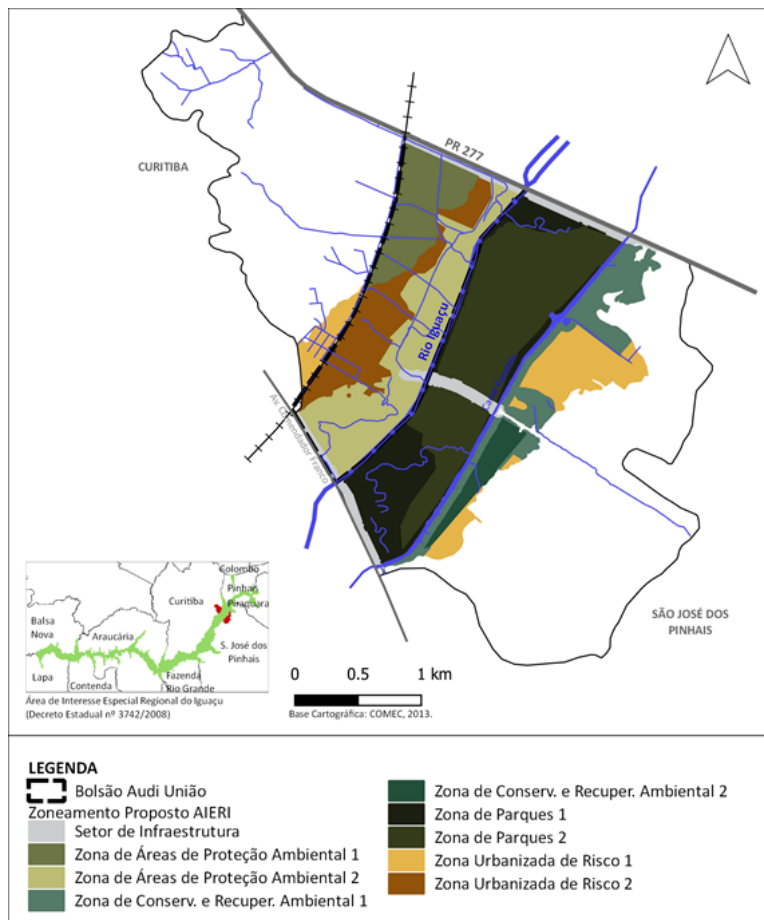 PR 277
CURITIBA
Rio Iguaçu
Av. Comendador Franco
SÃO JOSÉ DOS
PINHAIS
Colombo
Pinhais
Piraquara
Curitiba
Balsa
Nova
Araucária
S. José dos
Pinhais
Lapa
Contenda
Fazenda
Rio Grande
Área de Interesse Especial Regional do Iguaçu
(Decreto Estadual nº 3742/2008)
0 0.5 1 km
Base Cartográfica: COMEC, 2013.
LEGENDA
Bolsão Audi União
Zoneamento Proposto AIERI
Setor de Infraestrutura
Zona de Áreas de Proteção Ambiental 1
Zona de Áreas de Proteção Ambiental 2
Zona de Conserv. e Recuper. Ambiental 1
Zona de Conserv. e Recuper. Ambiental 2
Zona de Parques 1
Zona de Parques 2
Zona Urbanizada de Risco 1
Zona Urbanizada de Risco 2